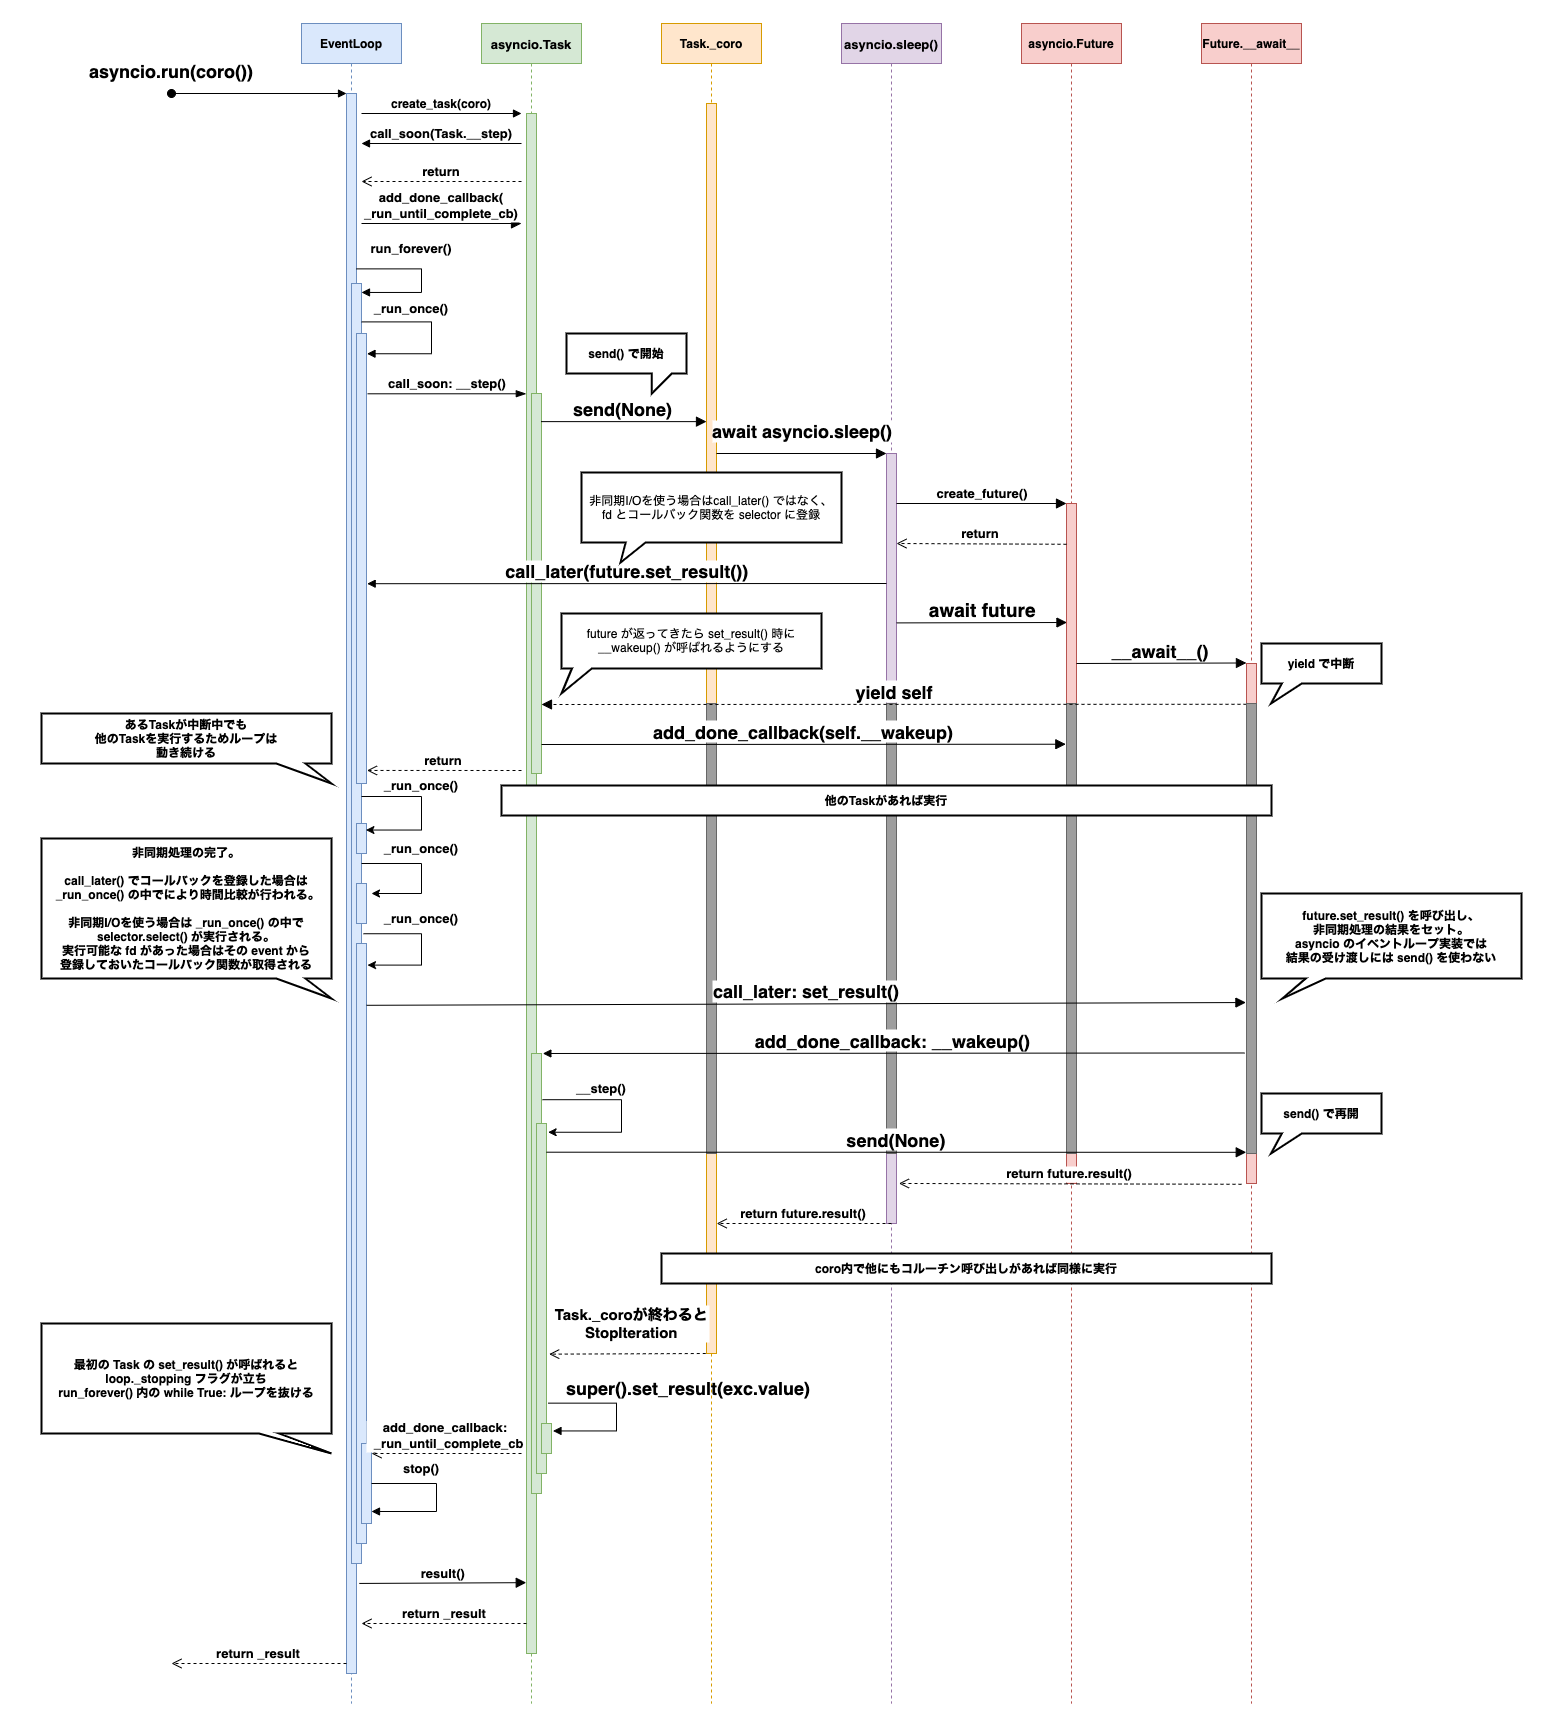 EventLoop
asyncio.Task
Task._coro
asyncio.sleep()
asyncio.Future
Future.__await__
asyncio.run(coro())
create_task(coro)
call_soon(Task.__step)
return
add_done_callback(
_run_until_complete_cb)
run_forever()
_run_once()
send() で開始
call_soon: __step()
send(None)
await asyncio.sleep()
非同期I/Oを使う場合はcall_later() ではなく、
fd とコールバック関数を selector に登録
create_future()
return
call_later(future.set_result())
await future
future が返ってきたら set_result() 時に
__wakeup() が呼ばれるようにする
__await__()
yield で中断
yield self
あるTaskが中断中でも
他のTaskを実行するためループは
動き続ける
add_done_callback(self.__wakeup)
return
_run_once()
他のTaskがあれば実行
非同期処理の完了。
call_later() でコールバックを登録した場合は
_run_once() の中でにより時間比較が行われる。
非同期I/Oを使う場合は _run_once() の中で
selector.select() が実行される。
実行可能な fd があった場合はその event から
登録しておいたコールバック関数が取得される
_run_once()
_run_once()
future.set_result() を呼び出し、
非同期処理の結果をセット。
asyncio のイベントループ実装では
結果の受け渡しには send() を使わない
call_later: set_result()
add_done_callback: __wakeup()
__step()
send() で再開
send(None)
return future.result()
return future.result()
coro内で他にもコルーチン呼び出しがあれば同様に実行
Task._coroが終わると
StopIteration
最初の Task の set_result() が呼ばれると
loop._stopping フラグが立ち
run_forever() 内の while True: ループを抜ける
super().set_result(exc.value)
add_done_callback:
_run_until_complete_cb
stop()
result()
return _result
return _result